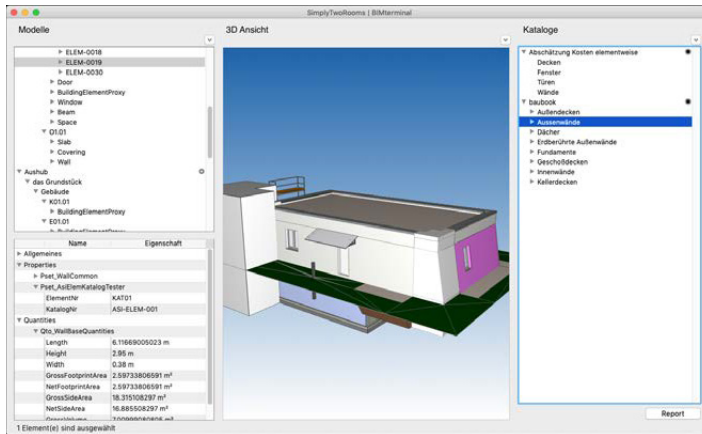 SimplyTwoRooms | BIMterminal
Modelle
ELEM-0018
ELEM-0019
ELEM-0030
Door
BuildingElementProxy
Window
Beam
Space
O1.01
Slab
Covering
Wall
Aushub
das Grundstück
Gebäude
K01.01
BuildingElementProxy
E01.01
BuildingElementProxy
Name Eigenschaft
Allgemeines
Properties
Pset_WallCommon
Pset_AsiElemKatalogTester
ElementNr KAT01
KatalogNr ASI-ELEM-001
Quantities
Qto_WallBaseQuantities
Length 6.11669005023 m
Height 2.95 m
Width 0.38 m
GrossFootprintArea 2.59733806591 m²
NetFootprintArea 2.59733806591 m²
GrossSideArea 18.315108297 m²
NetSideArea 16.885508297 m²
1 Element(e) sind ausgewählt
3D Ansicht
Kataloge
Abschätzung Kosten elementweise
Decken
Fenster
Türen
Wände
baubook
Außendecken
Aussenwände
Dächer
Erdberührte Außenwände
Fundamente
Geschoßdecken
Innenwände
Kellerdecken
Report